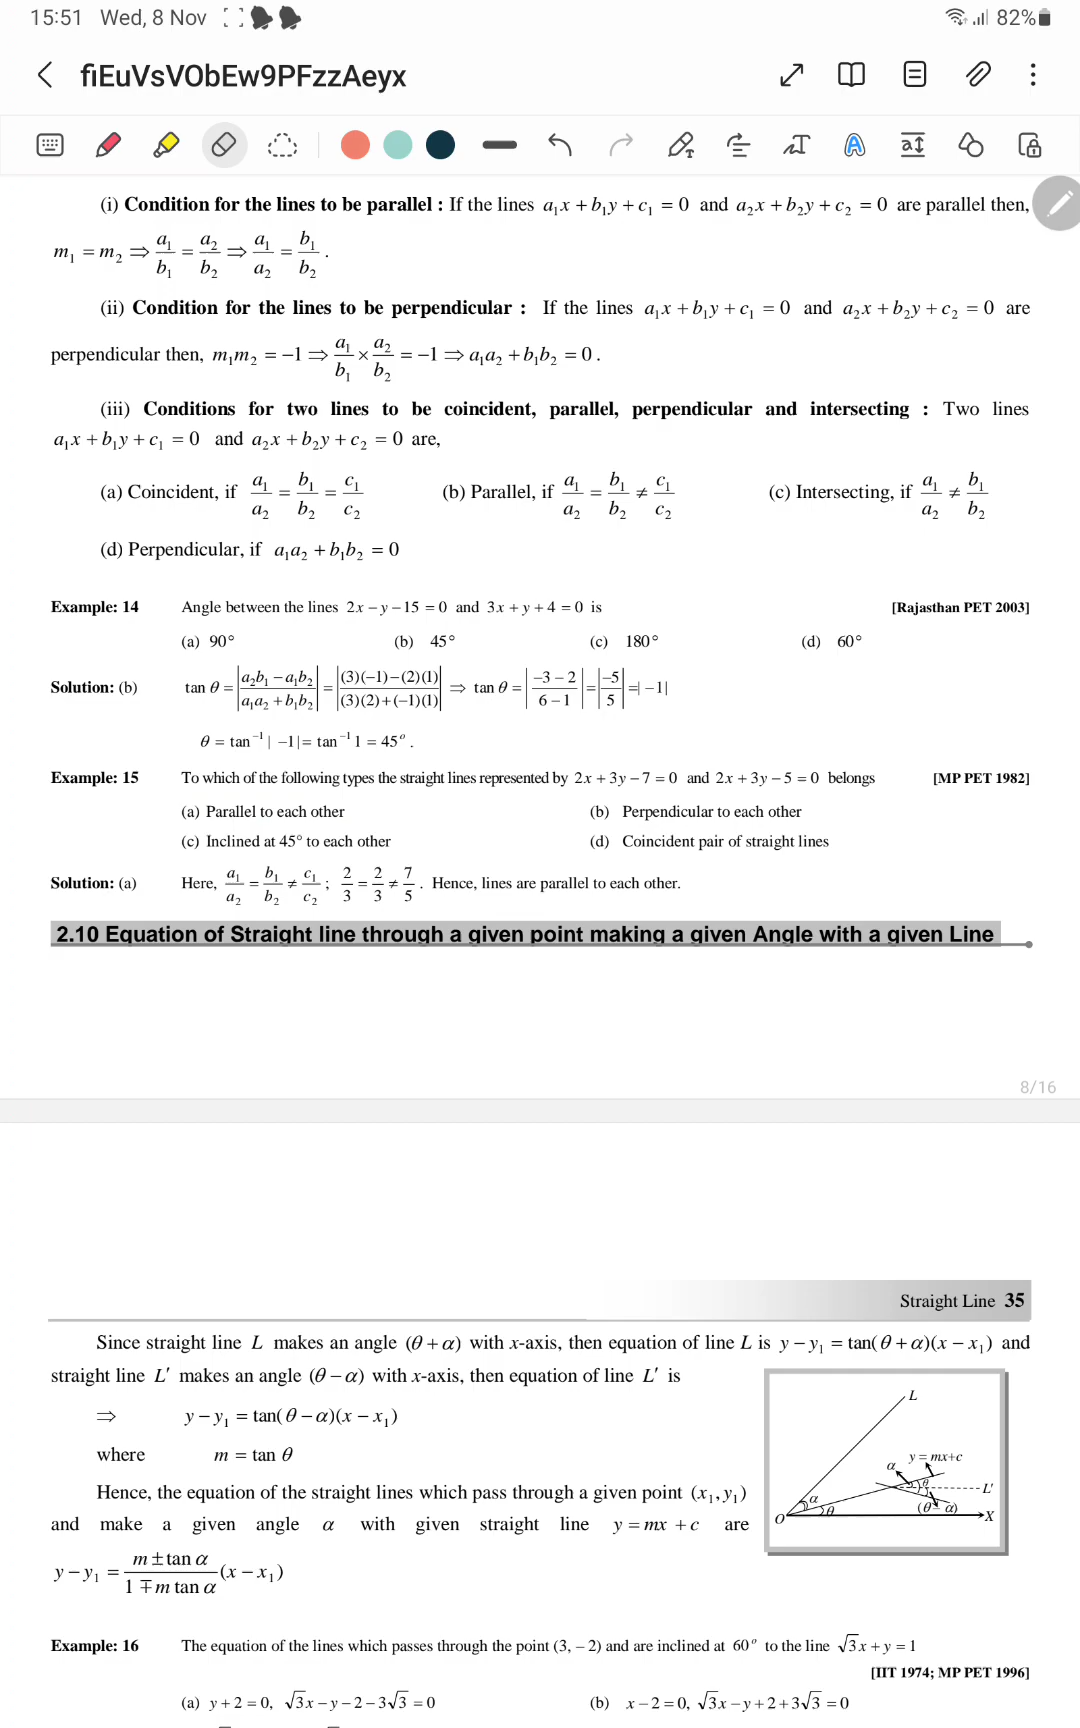 15:51 Wed, 8 Nov 82%
fiEuVsVObEw9PFzzAeyx
(i) Condition for the lines to be parallel : If the lines a₁x + b₁y + c₁ = 0 and a₂x + b₂y + c₂ = 0 are parallel then,
m₁ = m₂ ⇒ a₁/b₁ = a₂/b₂ ⇒ a₁/a₂ = b₁/b₂ .
(ii) Condition for the lines to be perpendicular : If the lines a₁x + b₁y + c₁ = 0 and a₂x + b₂y + c₂ = 0 are
perpendicular then, m₁m₂ = −1 ⇒ a₁/b₁ × a₂/b₂ = −1 ⇒ a₁a₂ + b₁b₂ = 0 .
(iii) Conditions for two lines to be coincident, parallel, perpendicular and intersecting : Two lines
a₁x + b₁y + c₁ = 0 and a₂x + b₂y + c₂ = 0 are,
(a) Coincident, if a₁/a₂ = b₁/b₂ = c₁/c₂ (b) Parallel, if a₁/a₂ = b₁/b₂ ≠ c₁/c₂ (c) Intersecting, if a₁/a₂ ≠ b₁/b₂
(d) Perpendicular, if a₁a₂ + b₁b₂ = 0
Example: 14 Angle between the lines 2x − y − 15 = 0 and 3x + y + 4 = 0 is [Rajasthan PET 2003]
(a) 90° (b) 45° (c) 180° (d) 60°
Solution: (b) tan θ = |(a₂b₁ − a₁b₂)/(a₁a₂ + b₁b₂)| = |((3)(−1) − (2)(1))/((3)(2) + (−1)(1))| ⇒ tan θ = |(−3 − 2)/(6 − 1)| = |−5/5| = | −1|
θ = tan⁻¹ | −1| = tan⁻¹ 1 = 45° .
Example: 15 To which of the following types the straight lines represented by 2x + 3y − 7 = 0 and 2x + 3y − 5 = 0 belongs [MP PET 1982]
(a) Parallel to each other (b) Perpendicular to each other
(c) Inclined at 45° to each other (d) Coincident pair of straight lines
Solution: (a) Here, a₁/a₂ = b₁/b₂ ≠ c₁/c₂ ; 2/3 = 2/3 ≠ 7/5 . Hence, lines are parallel to each other.
2.10 Equation of Straight line through a given point making a given Angle with a given Line
8/16
Straight Line 35
Since straight line L makes an angle (θ + α) with x-axis, then equation of line L is y − y₁ = tan(θ + α)(x − x₁) and
straight line L′ makes an angle (θ − α) with x-axis, then equation of line L′ is
⇒ y − y₁ = tan(θ − α)(x − x₁)
where m = tan θ
Hence, the equation of the straight lines which pass through a given point (x₁, y₁)
and make a given angle α with given straight line y = mx + c are
y − y₁ = (m ± tan α)/(1 ∓ m tan α) (x − x₁)
L
y = mx+c
α
θ
L′
α
(θ − α)
O
θ
X
Example: 16 The equation of the lines which passes through the point (3, − 2) and are inclined at 60° to the line √3x + y = 1
[IIT 1974; MP PET 1996]
(a) y + 2 = 0, √3x − y − 2 − 3√3 = 0 (b) x − 2 = 0, √3x − y + 2 + 3√3 = 0